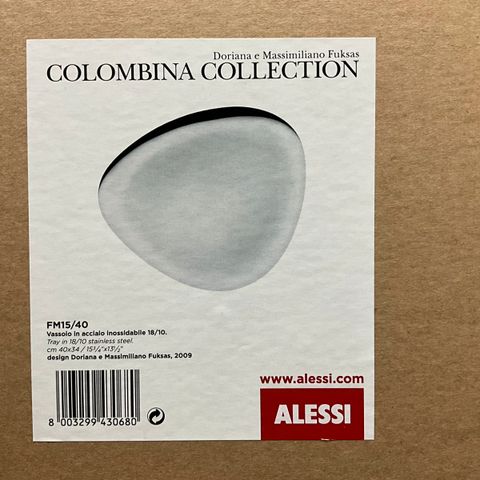 Doriana e Massimiliano Fuksas
COLOMBINA COLLECTION
FM15/40
Vassoio in acciaio inossidabile 18/10.
Tray in 18/10 stainless steel.
cm 40x34 / 15¾"x13½"
design Doriana e Massimiliano Fuksas, 2009
www.alessi.com
ALESSI
8 003299 430680